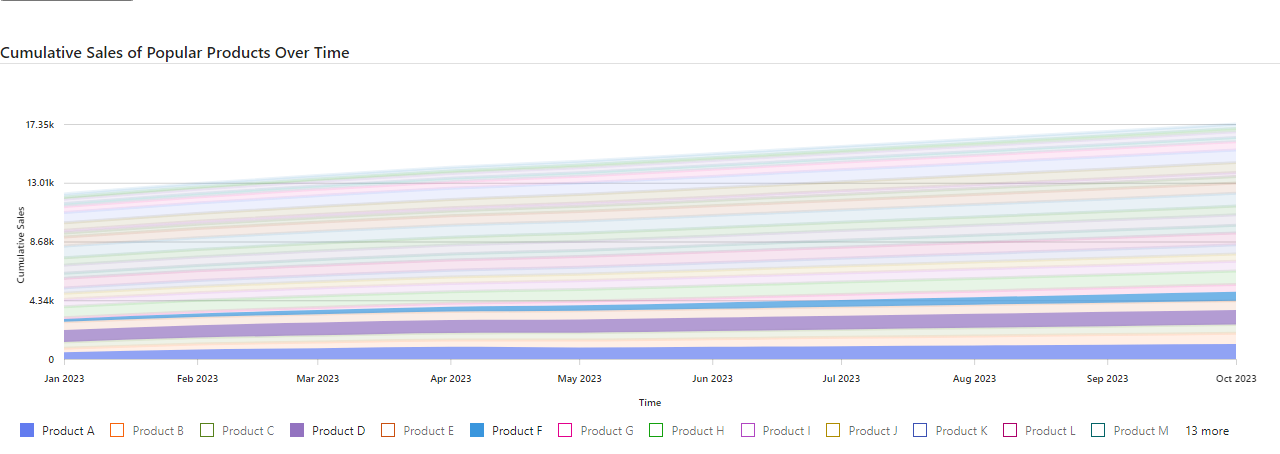 Cumulative Sales of Popular Products Over Time
17.35k
13.01k
8.68k
4.34k
0
Cumulative Sales
Jan 2023 Feb 2023 Mar 2023 Apr 2023 May 2023 Jun 2023 Jul 2023 Aug 2023 Sep 2023 Oct 2023
Time
Product A Product B Product C Product D Product E Product F Product G Product H Product I Product J Product K Product L Product M 13 more